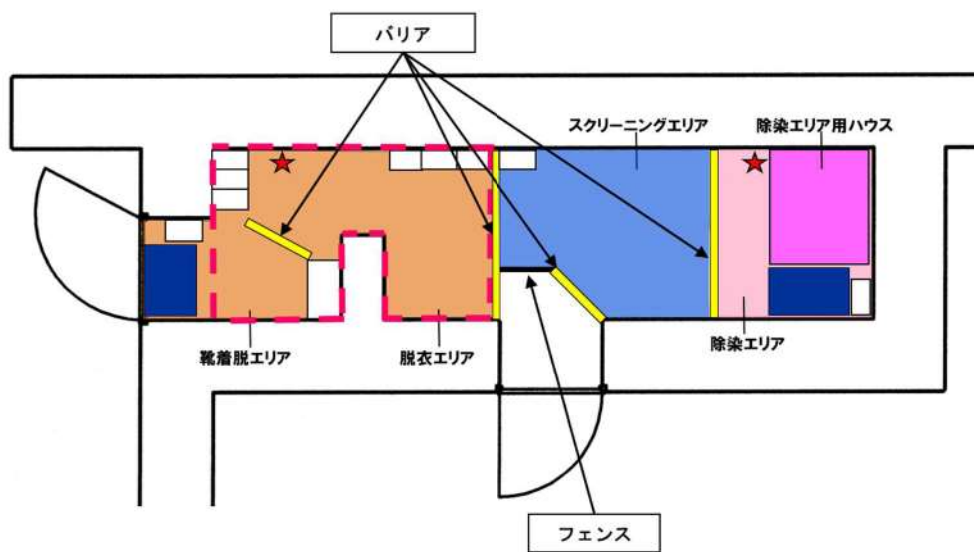 バリア
スクリーニングエリア
除染エリア用ハウス
靴着脱エリア
脱衣エリア
除染エリア
フェンス